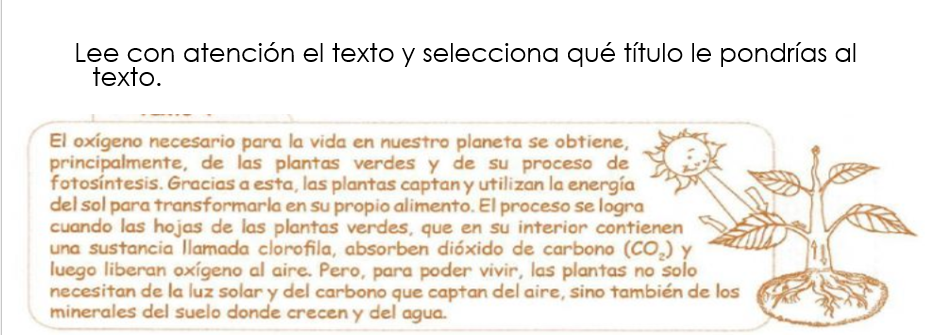 Lee con atención el texto y selecciona qué título le pondrías al
texto.
El oxígeno necesario para la vida en nuestro planeta se obtiene,
principalmente, de las plantas verdes y de su proceso de
fotosíntesis. Gracias a esta, las plantas captan y utilizan la energía
del sol para transformarla en su propio alimento. El proceso se logra
cuando las hojas de las plantas verdes, que en su interior contienen
una sustancia llamada clorofila, absorben dióxido de carbono (CO₂) y
luego liberan oxígeno al aire. Pero, para poder vivir, las plantas no solo
necesitan de la luz solar y del carbono que captan del aire, sino también de los
minerales del suelo donde crecen y del agua.